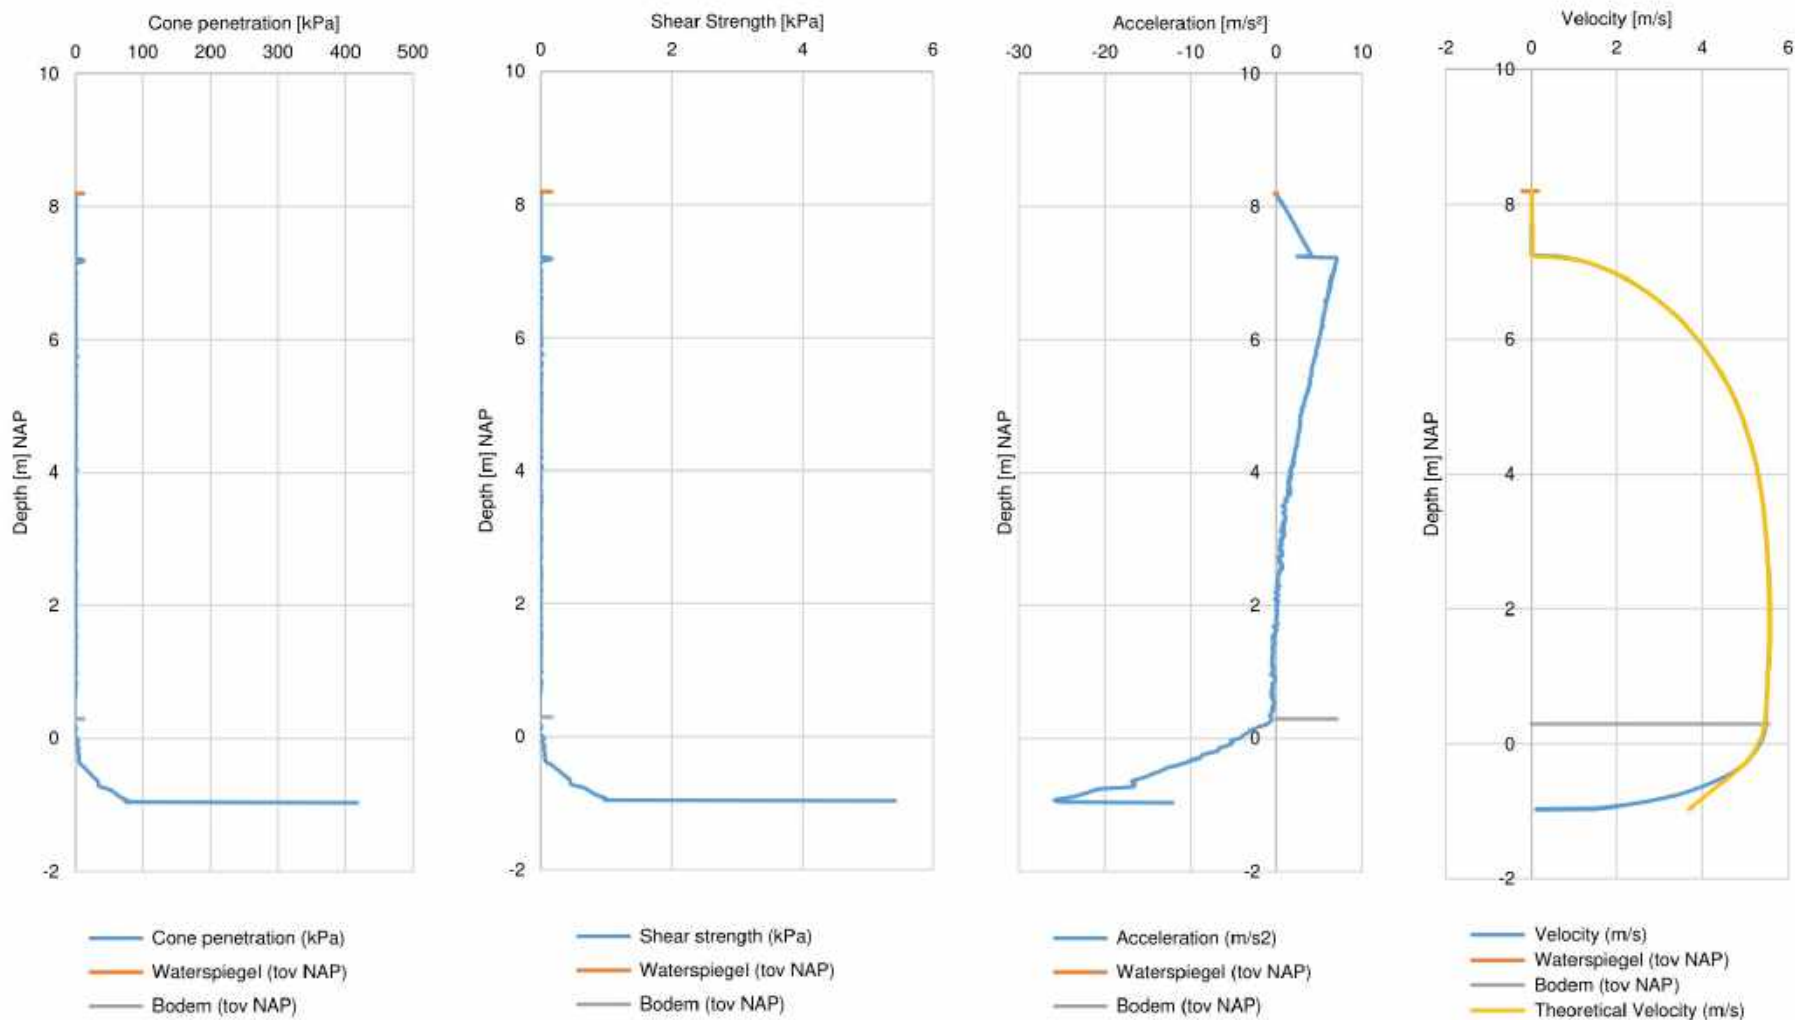 Cone penetration [kPa]
0 100 200 300 400 500
10
8
6
4
2
0
-2
Depth [m] NAP
Cone penetration (kPa)
Waterspiegel (tov NAP)
Bodem (tov NAP)
Shear Strength [kPa]
0 2 4 6
10
8
6
4
2
0
-2
Depth [m] NAP
Shear strength (kPa)
Waterspiegel (tov NAP)
Bodem (tov NAP)
Acceleration [m/s²]
-30 -20 -10 0 10
10
8
6
4
2
0
-2
Depth [m] NAP
Acceleration (m/s2)
Waterspiegel (tov NAP)
Bodem (tov NAP)
Velocity [m/s]
-2 0 2 4 6
10
8
6
4
2
0
-2
Depth [m] NAP
Velocity (m/s)
Waterspiegel (tov NAP)
Bodem (tov NAP)
Theoretical Velocity (m/s)